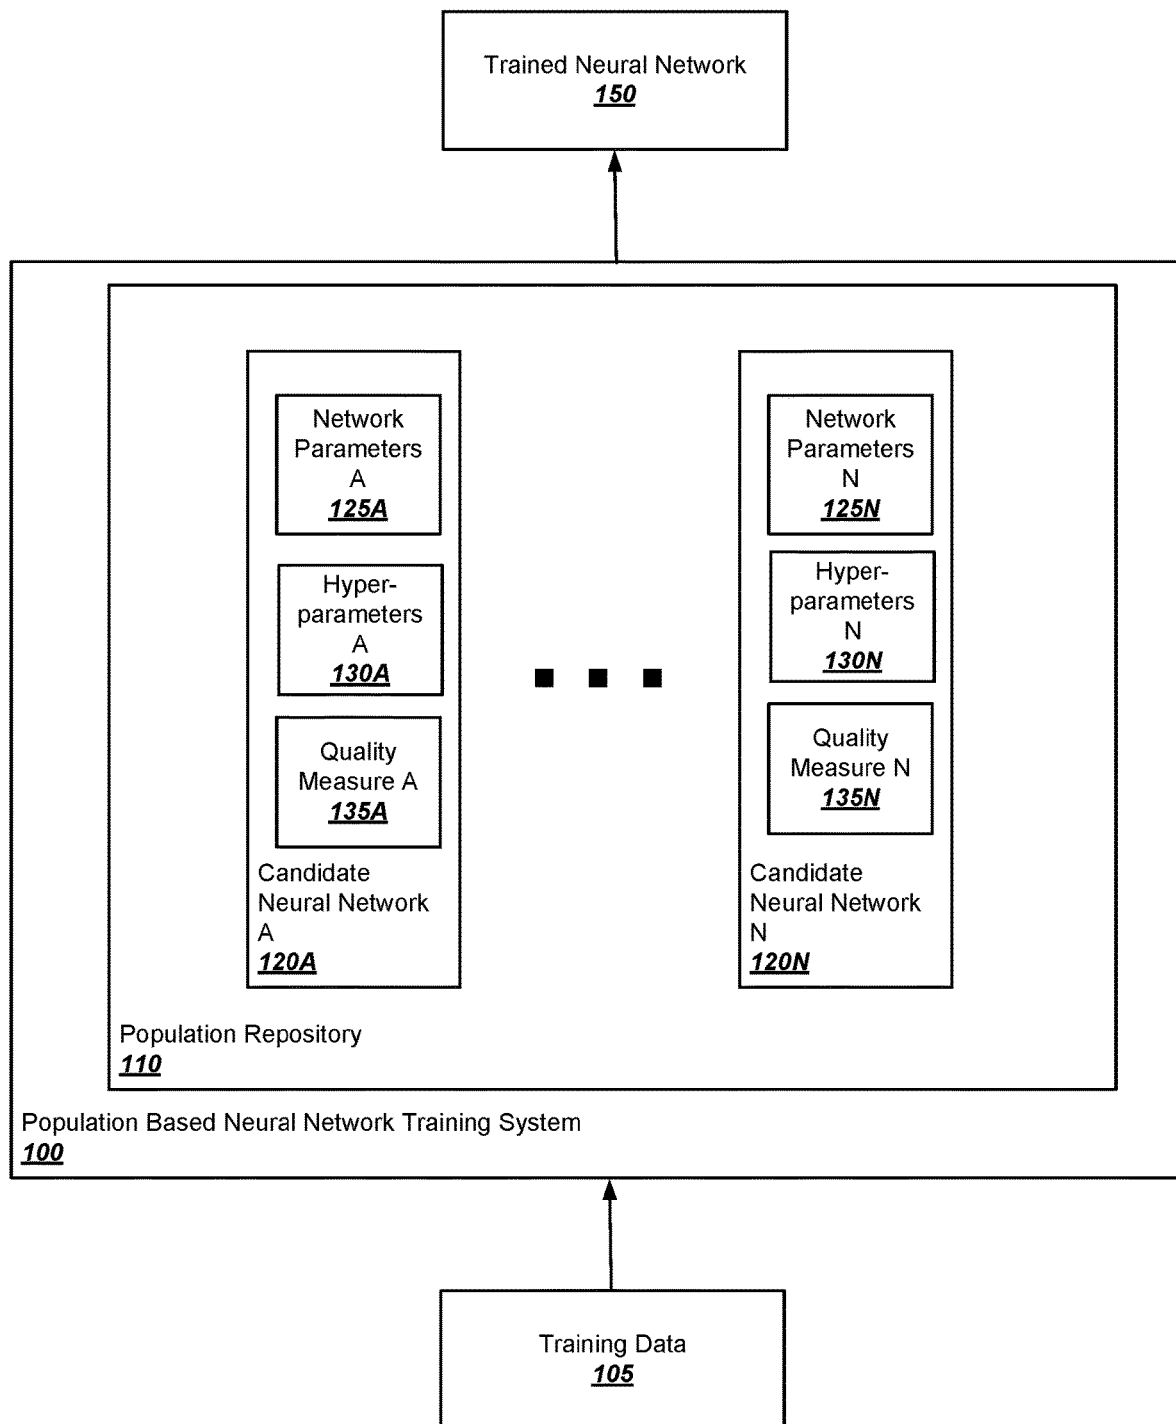 Trained Neural Network
150
Network
Parameters
A
125A
Hyper-
parameters
A
130A
Quality
Measure A
135A
Candidate
Neural Network
A
120A
Network
Parameters
N
125N
Hyper-
parameters
N
130N
Quality
Measure N
135N
Candidate
Neural Network
N
120N
Population Repository
110
Population Based Neural Network Training System
100
Training Data
105